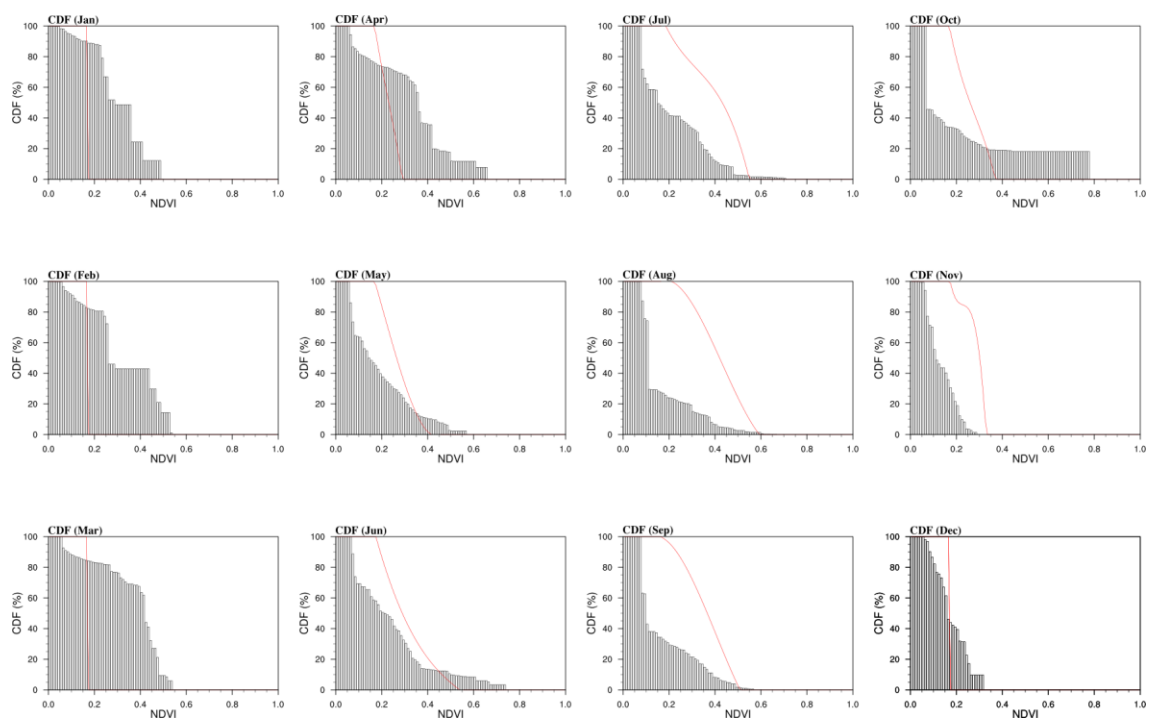 CDF (Jan)
100
80
60
40
20
0
CDF (%)
0.0 0.2 0.4 0.6 0.8 1.0
NDVI
CDF (Apr)
100
80
60
40
20
0
CDF (%)
0.0 0.2 0.4 0.6 0.8 1.0
NDVI
CDF (Jul)
100
80
60
40
20
0
CDF (%)
0.0 0.2 0.4 0.6 0.8 1.0
NDVI
CDF (Oct)
100
80
60
40
20
0
CDF (%)
0.0 0.2 0.4 0.6 0.8 1.0
NDVI
CDF (Feb)
100
80
60
40
20
0
CDF (%)
0.0 0.2 0.4 0.6 0.8 1.0
NDVI
CDF (May)
100
80
60
40
20
0
CDF (%)
0.0 0.2 0.4 0.6 0.8 1.0
NDVI
CDF (Aug)
100
80
60
40
20
0
CDF (%)
0.0 0.2 0.4 0.6 0.8 1.0
NDVI
CDF (Nov)
100
80
60
40
20
0
CDF (%)
0.0 0.2 0.4 0.6 0.8 1.0
NDVI
CDF (Mar)
100
80
60
40
20
0
CDF (%)
0.0 0.2 0.4 0.6 0.8 1.0
NDVI
CDF (Jun)
100
80
60
40
20
0
CDF (%)
0.0 0.2 0.4 0.6 0.8 1.0
NDVI
CDF (Sep)
100
80
60
40
20
0
CDF (%)
0.0 0.2 0.4 0.6 0.8 1.0
NDVI
CDF (Dec)
100
80
60
40
20
0
CDF (%)
0.0 0.2 0.4 0.6 0.8 1.0
NDVI